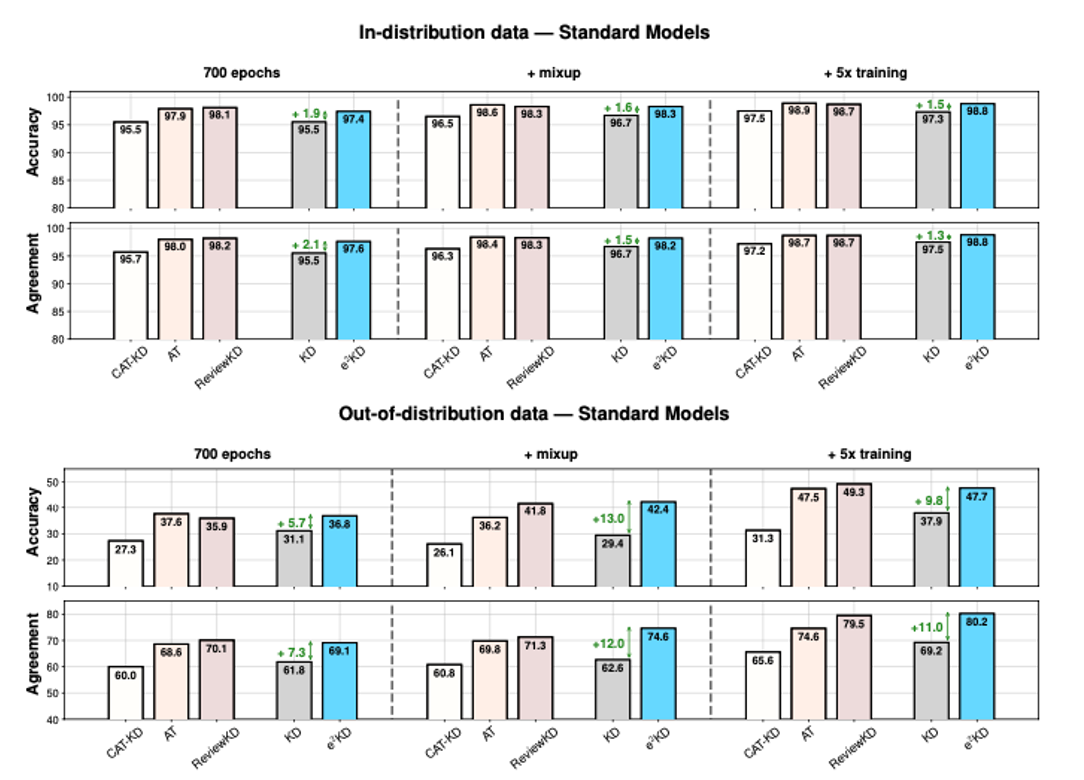 In-distribution data — Standard Models
700 epochs + mixup + 5x training
Accuracy
100
95
90
85
80
95.5 97.9 98.1 + 1.9 95.5 97.4
96.5 98.6 98.3 + 1.6 96.7 98.3
97.5 98.9 98.7 + 1.5 97.3 98.8
Agreement
100
95
90
85
80
95.7 98.0 98.2 + 2.1 95.5 97.6
96.3 98.4 98.3 + 1.5 96.7 98.2
97.2 98.7 98.7 + 1.3 97.5 98.8
CAT-KD AT ReviewKD KD e²KD CAT-KD AT ReviewKD KD e²KD CAT-KD AT ReviewKD KD e²KD
Out-of-distribution data — Standard Models
700 epochs + mixup + 5x training
Accuracy
50
40
30
20
10
27.3 37.6 35.9 + 5.7 31.1 36.8
26.1 36.2 41.8 +13.0 29.4 42.4
31.3 47.5 49.3 + 9.8 37.9 47.7
Agreement
80
70
60
50
40
60.0 68.6 70.1 + 7.3 61.8 69.1
60.8 69.8 71.3 +12.0 62.6 74.6
65.6 74.6 79.5 +11.0 69.2 80.2
CAT-KD AT ReviewKD KD e²KD CAT-KD AT ReviewKD KD e²KD CAT-KD AT ReviewKD KD e²KD